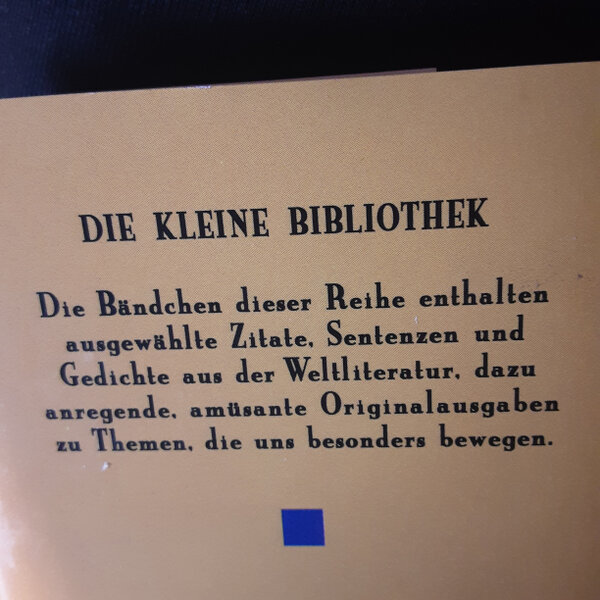 DIE KLEINE BIBLIOTHEK
Die Bändchen dieser Reihe enthalten
ausgewählte Zitate, Sentenzen und
Gedichte aus der Weltliteratur, dazu
anregende, amüsante Originalausgaben
zu Themen, die uns besonders bewegen.